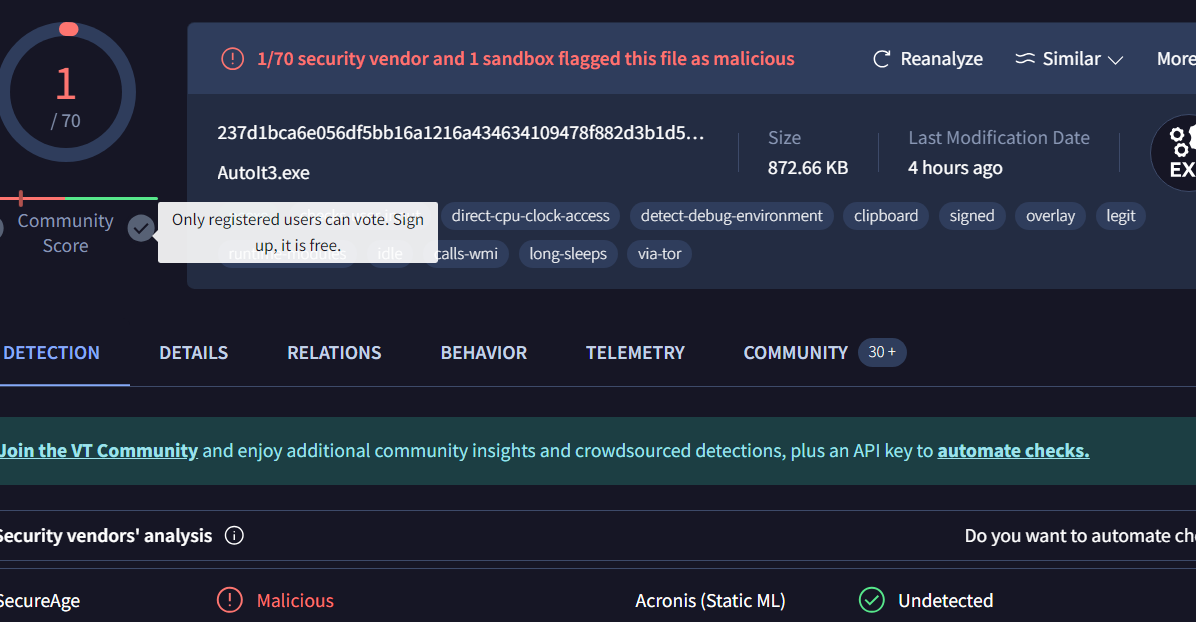 1
/ 70
Community
Score
1/70 security vendor and 1 sandbox flagged this file as malicious
Reanalyze
Similar
More
237d1bca6e056df5bb16a1216a434634109478f882d3b1d5…
AutoIt3.exe
Size
872.66 KB
Last Modification Date
4 hours ago
EX
Only registered users can vote. Sign
up, it is free.
direct-cpu-clock-access
detect-debug-environment
clipboard
signed
overlay
legit
runtime-modules
idle
calls-wmi
long-sleeps
via-tor
DETECTION
DETAILS
RELATIONS
BEHAVIOR
TELEMETRY
COMMUNITY
30 +
Join the VT Community and enjoy additional community insights and crowdsourced detections, plus an API key to automate checks.
Security vendors' analysis
Do you want to automate che
SecureAge
Malicious
Acronis (Static ML)
Undetected